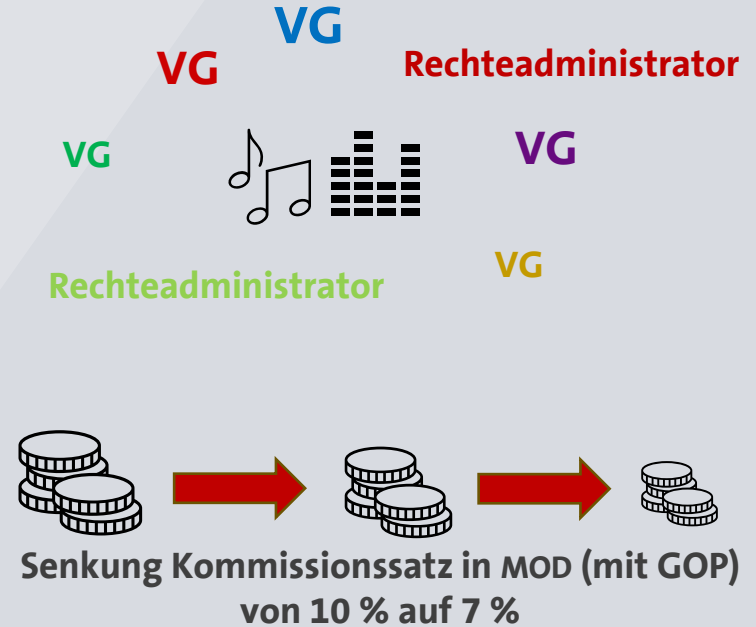 VG
VG
Rechteadministrator
VG
VG
VG
Rechteadministrator
Senkung Kommissionssatz in MOD (mit GOP)
von 10 % auf 7 %